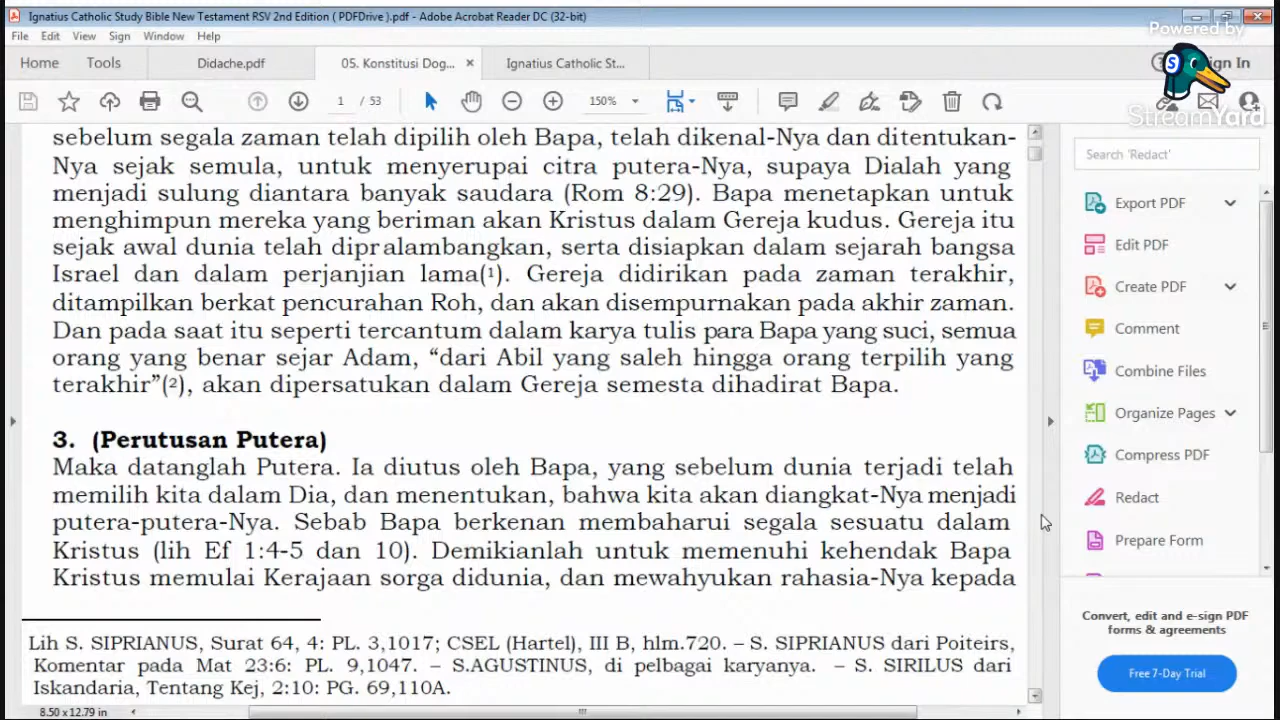 Ignatius Catholic Study Bible New Testament RSV 2nd Edition ( PDFDrive ).pdf - Adobe Acrobat Reader DC (32-bit)
File Edit View Sign Window Help
Powered by
StreamYard
Home Tools Didache.pdf 05. Konstitusi Dog... × Ignatius Catholic St... Sign In
1 / 53 150%
sebelum segala zaman telah dipilih oleh Bapa, telah dikenal-Nya dan ditentukan-
Nya sejak semula, untuk menyerupai citra putera-Nya, supaya Dialah yang
menjadi sulung diantara banyak saudara (Rom 8:29). Bapa menetapkan untuk
menghimpun mereka yang beriman akan Kristus dalam Gereja kudus. Gereja itu
sejak awal dunia telah dipralambangkan, serta disiapkan dalam sejarah bangsa
Israel dan dalam perjanjian lama(¹). Gereja didirikan pada zaman terakhir,
ditampilkan berkat pencurahan Roh, dan akan disempurnakan pada akhir zaman.
Dan pada saat itu seperti tercantum dalam karya tulis para Bapa yang suci, semua
orang yang benar sejar Adam, “dari Abil yang saleh hingga orang terpilih yang
terakhir”(²), akan dipersatukan dalam Gereja semesta dihadirat Bapa.
3. (Perutusan Putera)
Maka datanglah Putera. Ia diutus oleh Bapa, yang sebelum dunia terjadi telah
memilih kita dalam Dia, dan menentukan, bahwa kita akan diangkat-Nya menjadi
putera-putera-Nya. Sebab Bapa berkenan membaharui segala sesuatu dalam
Kristus (lih Ef 1:4-5 dan 10). Demikianlah untuk memenuhi kehendak Bapa
Kristus memulai Kerajaan sorga didunia, dan mewahyukan rahasia-Nya kepada
Lih S. SIPRIANUS, Surat 64, 4: PL. 3,1017; CSEL (Hartel), III B, hlm.720. – S. SIPRIANUS dari Poiteirs,
Komentar pada Mat 23:6: PL. 9,1047. – S.AGUSTINUS, di pelbagai karyanya. – S. SIRILUS dari
Iskandaria, Tentang Kej, 2:10: PG. 69,110A.
8.50 x 12.79 in
Search 'Redact'
Export PDF
Edit PDF
Create PDF
Comment
Combine Files
Organize Pages
Compress PDF
Redact
Prepare Form
Convert, edit and e-sign PDF
forms & agreements
Free 7-Day Trial